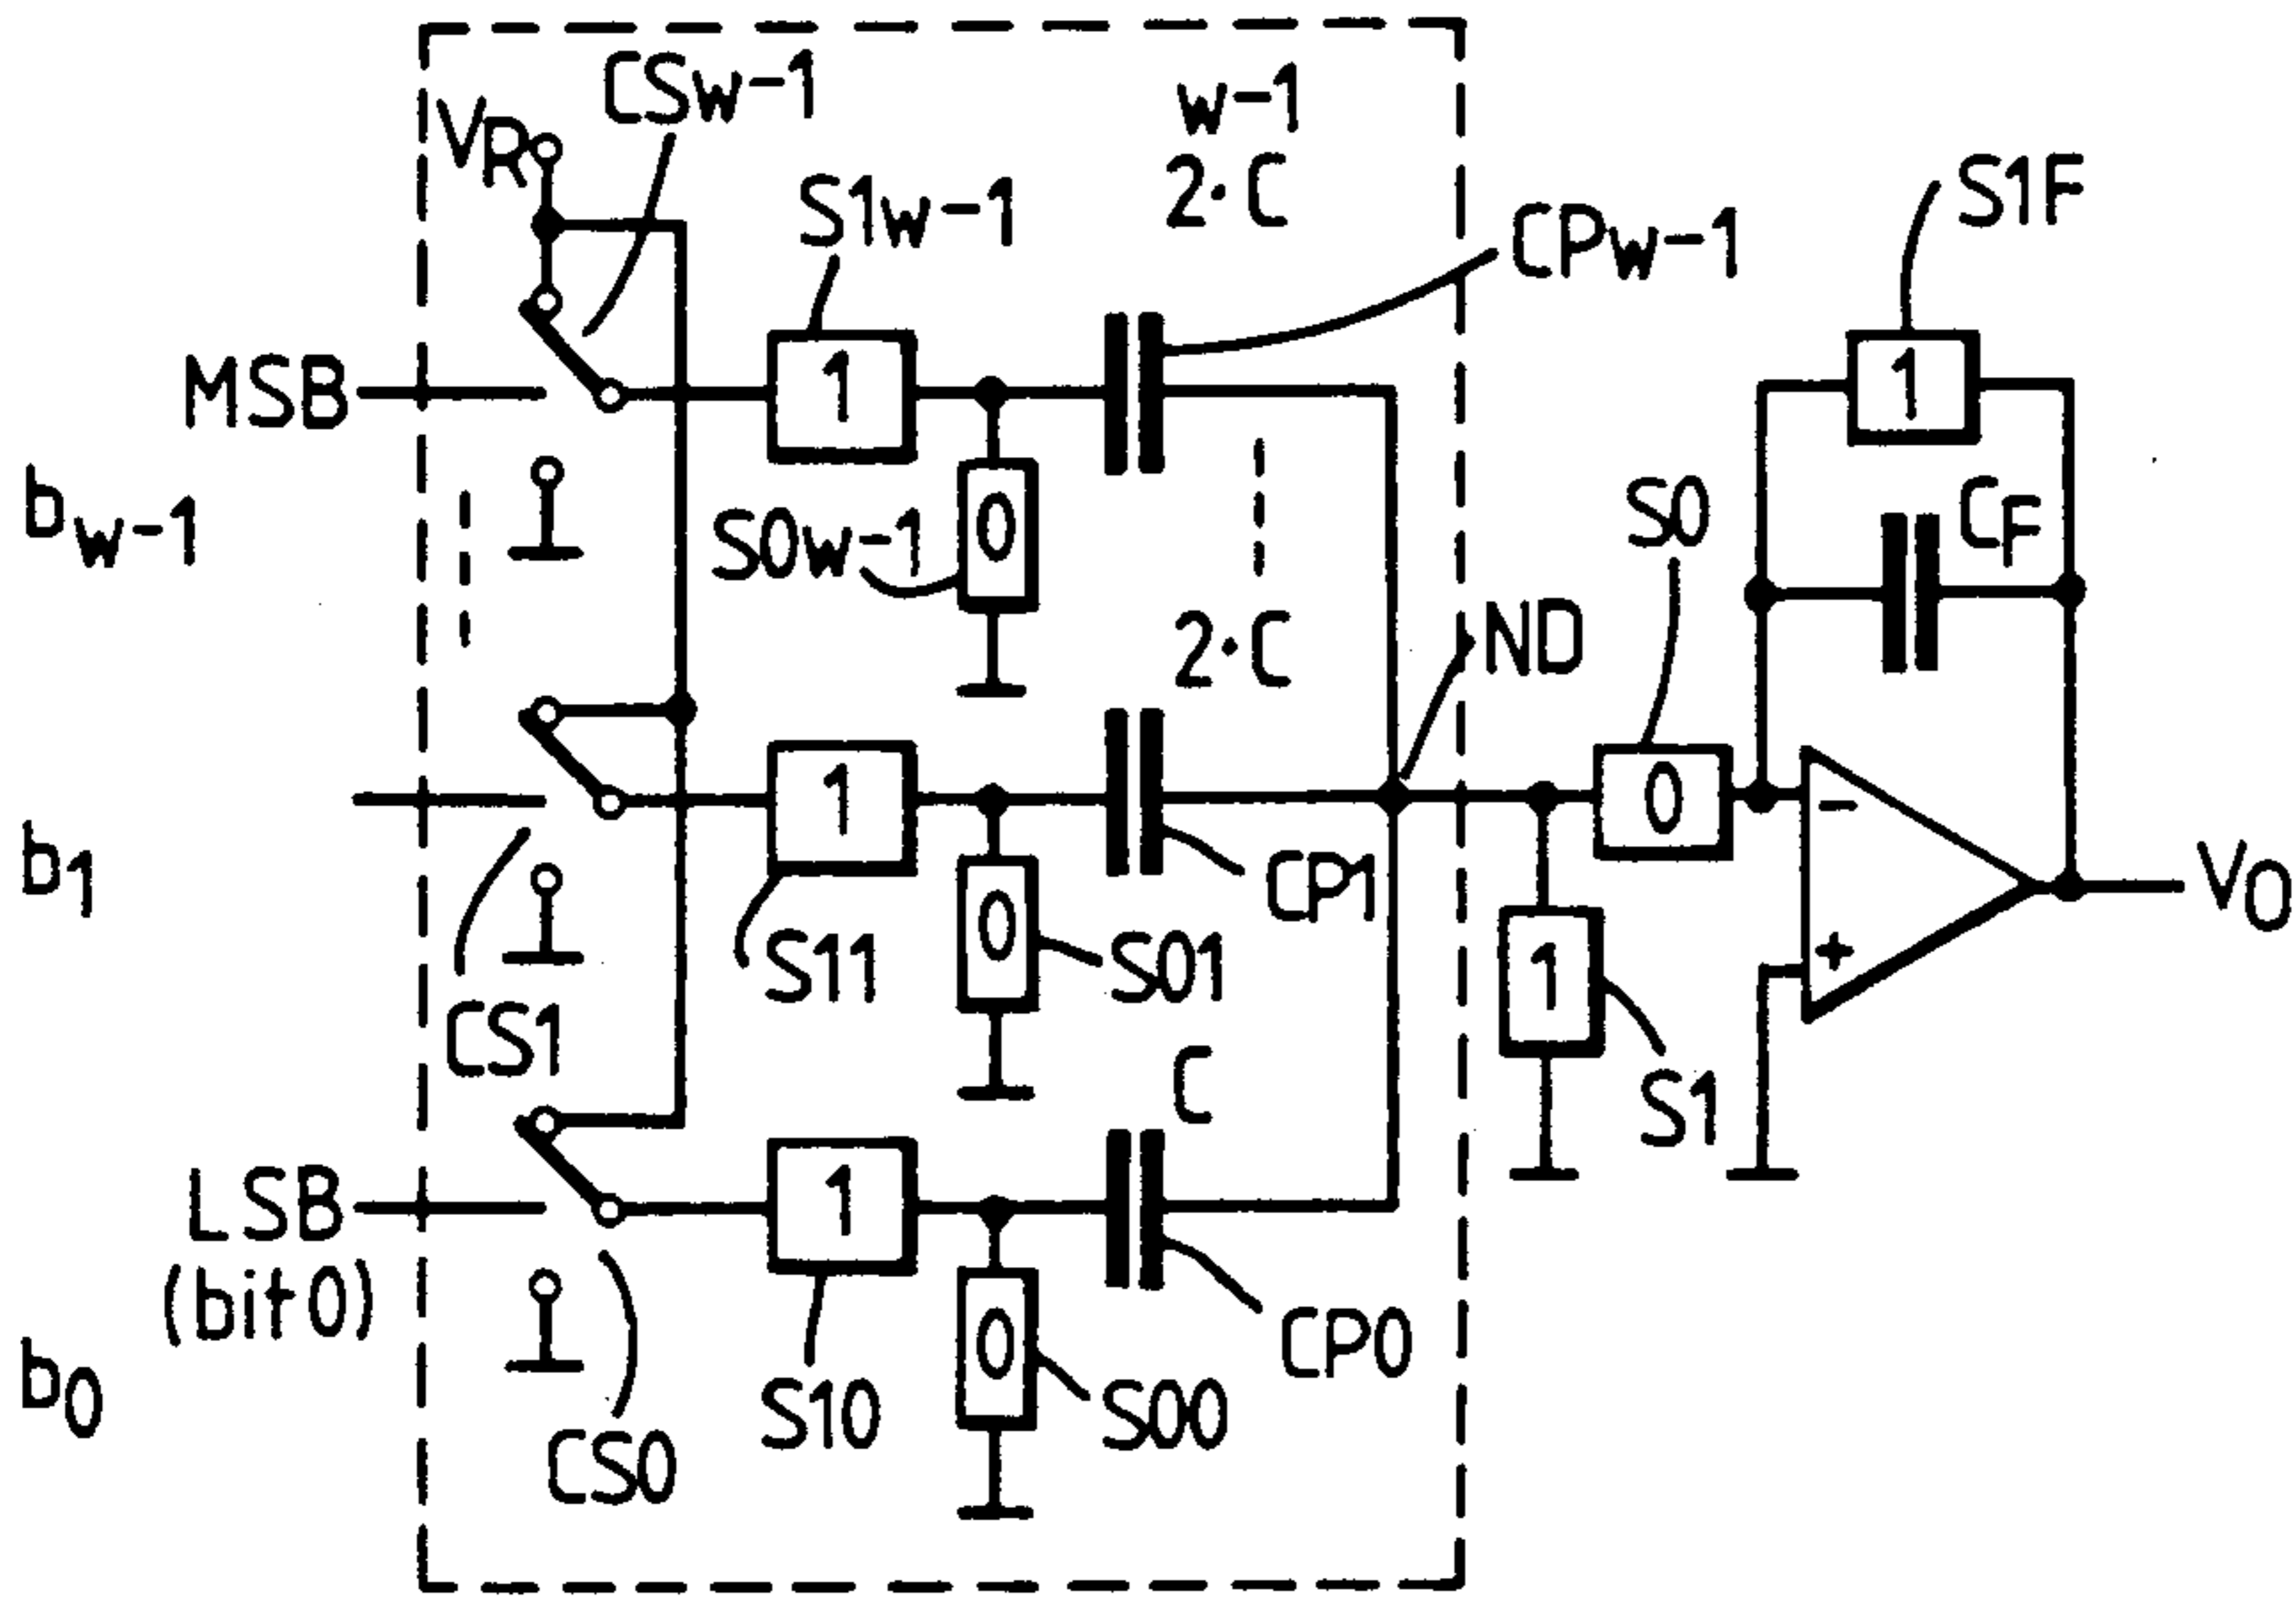 CSw-1
w-1
VR
2·C
S1w-1
S1F
CPw-1
MSB
1
1
bw-1
S0w-1
0
S0
CF
2·C
ND
b1
1
0
-
CP1
VO
0
S11
S01
1
+
CS1
C
S1
LSB
1
(bit0)
0
CP0
b0
S10
S00
CS0